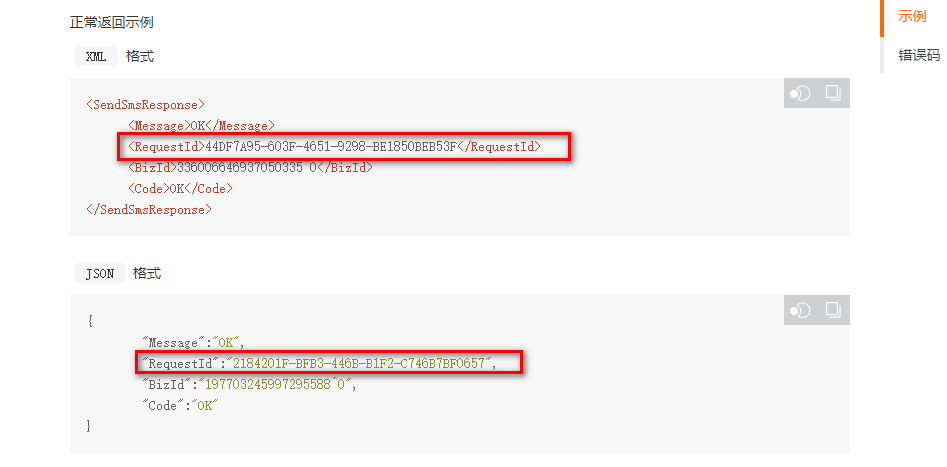 正常返回示例
示例
XML 格式
错误码
<SendSmsResponse>
<Message>OK</Message>
<RequestId>44DF7A95-603F-4651-9298-BE1850BEB53F</RequestId>
<BizId>336006646937050335^0</BizId>
<Code>OK</Code>
</SendSmsResponse>
JSON 格式
{
"Message":"OK",
"RequestId":"2184201F-BFB3-446B-B1F2-C746B7BF0657",
"BizId":"197703245997295588^0",
"Code":"OK"
}